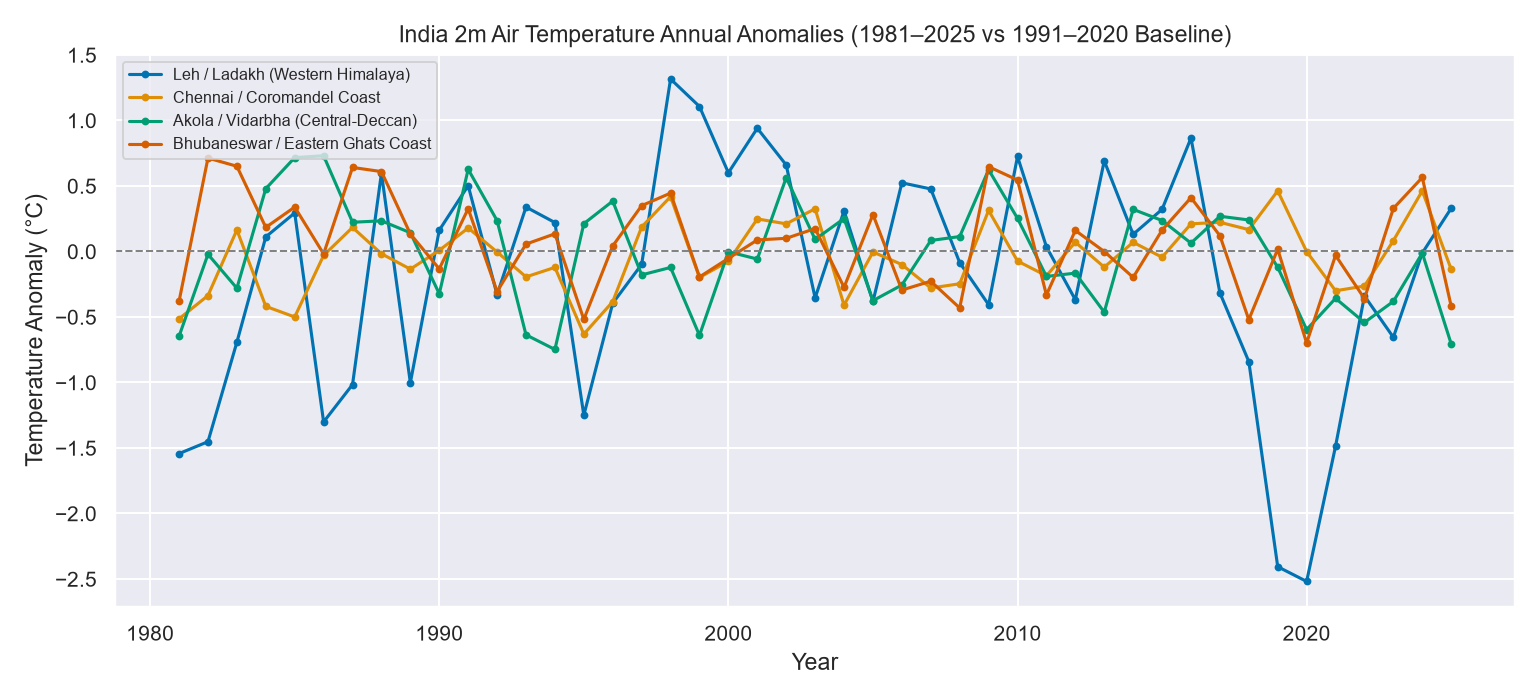 India 2m Air Temperature Annual Anomalies (1981–2025 vs 1991–2020 Baseline)
Leh / Ladakh (Western Himalaya)
Chennai / Coromandel Coast
Akola / Vidarbha (Central-Deccan)
Bhubaneswar / Eastern Ghats Coast
Temperature Anomaly (°C)
1.5
1.0
0.5
0.0
−0.5
−1.0
−1.5
−2.0
−2.5
1980 1990 2000 2010 2020
Year